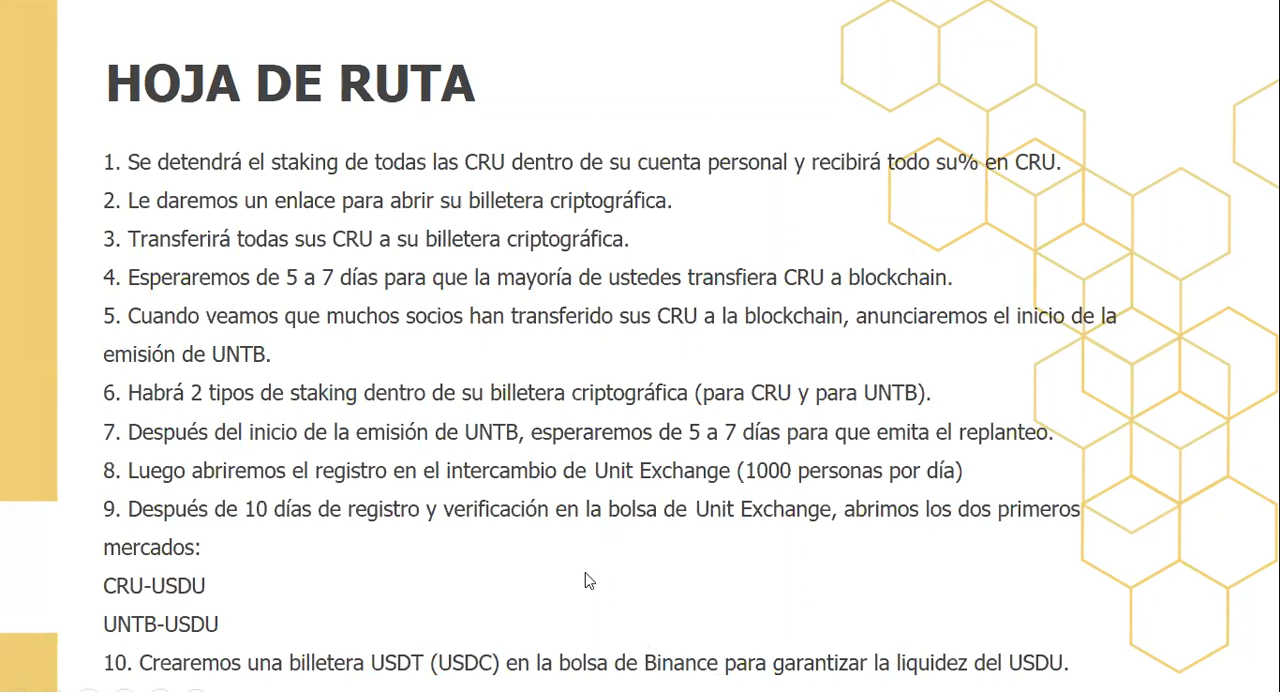 HOJA DE RUTA
1. Se detendrá el staking de todas las CRU dentro de su cuenta personal y recibirá todo su% en CRU.
2. Le daremos un enlace para abrir su billetera criptográfica.
3. Transferirá todas sus CRU a su billetera criptográfica.
4. Esperaremos de 5 a 7 días para que la mayoría de ustedes transfiera CRU a blockchain.
5. Cuando veamos que muchos socios han transferido sus CRU a la blockchain, anunciaremos el inicio de la
emisión de UNTB.
6. Habrá 2 tipos de staking dentro de su billetera criptográfica (para CRU y para UNTB).
7. Después del inicio de la emisión de UNTB, esperaremos de 5 a 7 días para que emita el replanteo.
8. Luego abriremos el registro en el intercambio de Unit Exchange (1000 personas por día)
9. Después de 10 días de registro y verificación en la bolsa de Unit Exchange, abrimos los dos primeros
mercados:
CRU-USDU
UNTB-USDU
10. Crearemos una billetera USDT (USDC) en la bolsa de Binance para garantizar la liquidez del USDU.